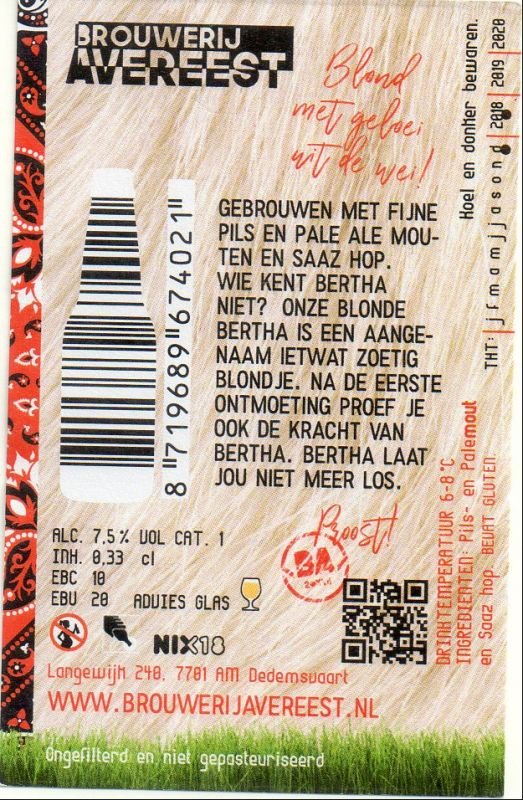 BROUWERIJ
AVEREEST
Blond
met geloei
uit de wei!
GEBROUWEN MET FIJNE
PILS EN PALE ALE MOU-
TEN EN SAAZ HOP.
WIE KENT BERTHA
NIET? ONZE BLONDE
BERTHA IS EEN AANGE-
NAAM IETWAT ZOETIG
BLONDJE. NA DE EERSTE
ONTMOETING PROEF JE
OOK DE KRACHT VAN
BERTHA. BERTHA LAAT
JOU NIET MEER LOS.
Proost!
8"719689"674021"
Koel en donker bewaren.
THT: j f m a m j j a s o n d | 2018 | 2019 | 2020
DRINKTEMPERATUUR 6-8°C
INGREDIENTEN: Pils- en Palemout
en Saaz hop BEVAT GLUTEN
ALC. 7.5% VOL CAT. 1
INH. 0,33 cl
EBC 10
EBU 20 ADVIES GLAS
BA
NIX18
Langewijk 240, 7701 AM Dedemsvaart
WWW.BROUWERIJAVEREEST.NL
Ongefilterd en niet gepasteuriseerd